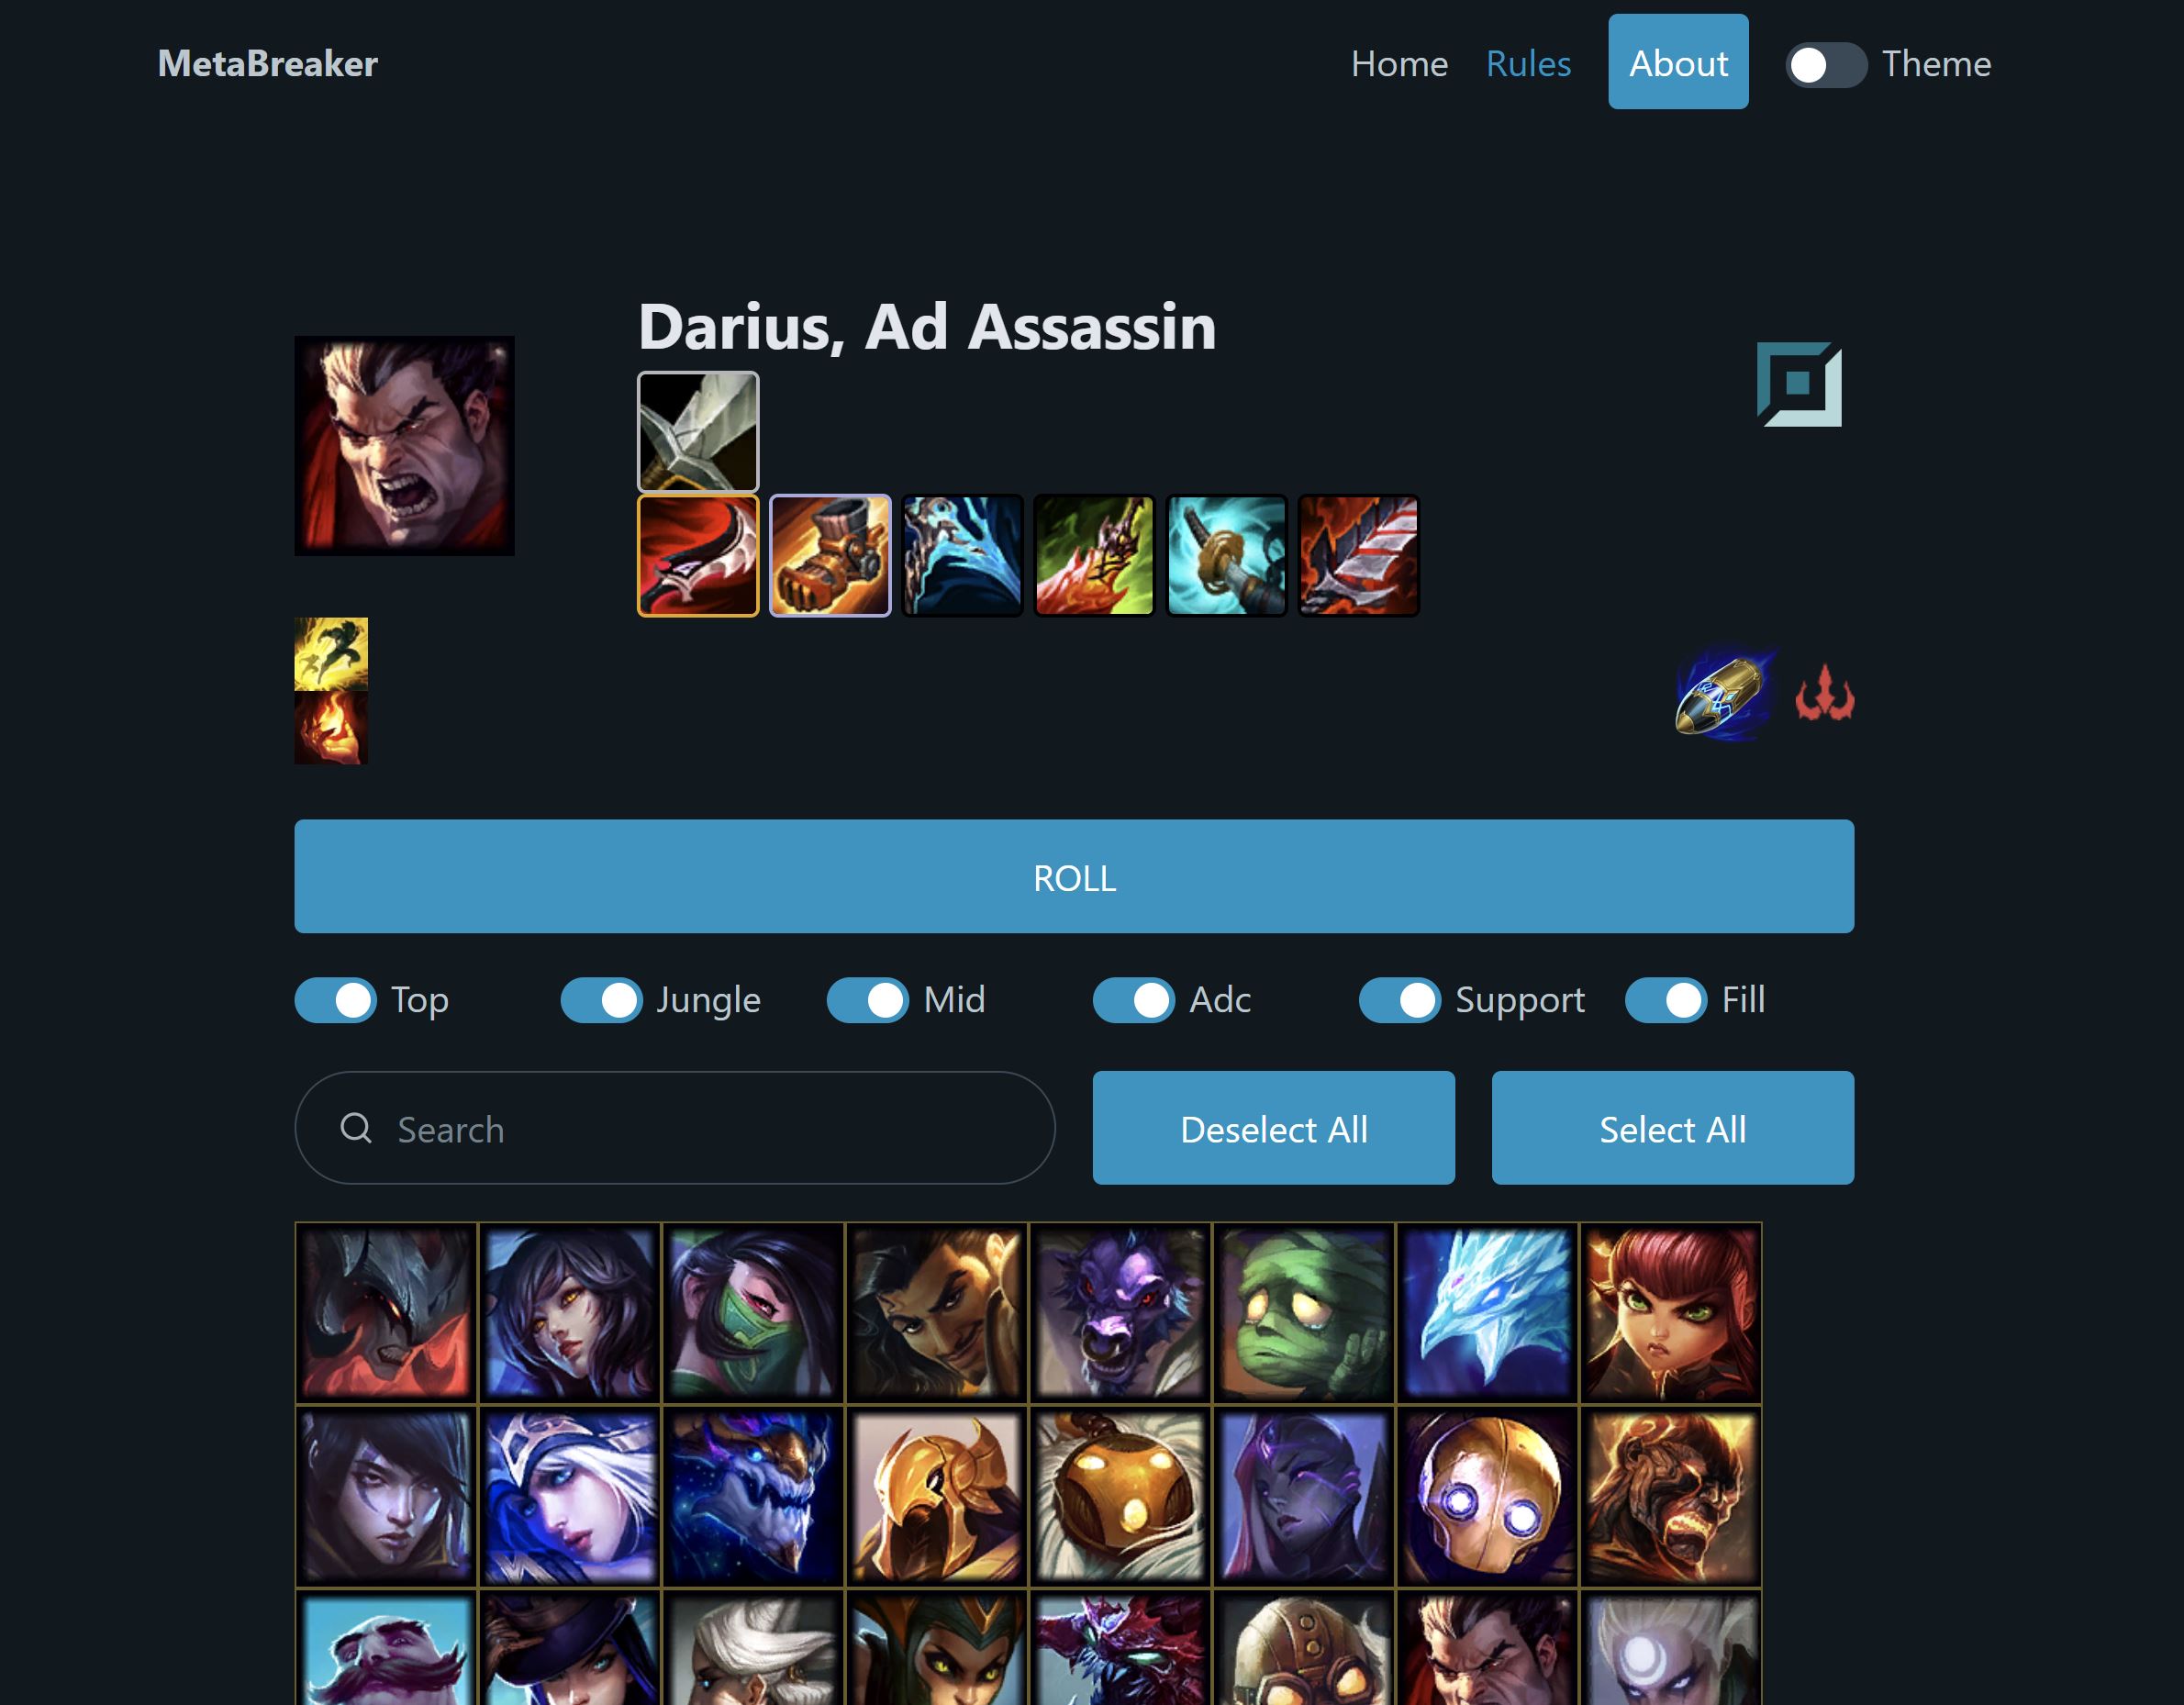 MetaBreaker
Home Rules About Theme
Darius, Ad Assassin
ROLL
Top Jungle Mid Adc Support Fill
Search Deselect All Select All